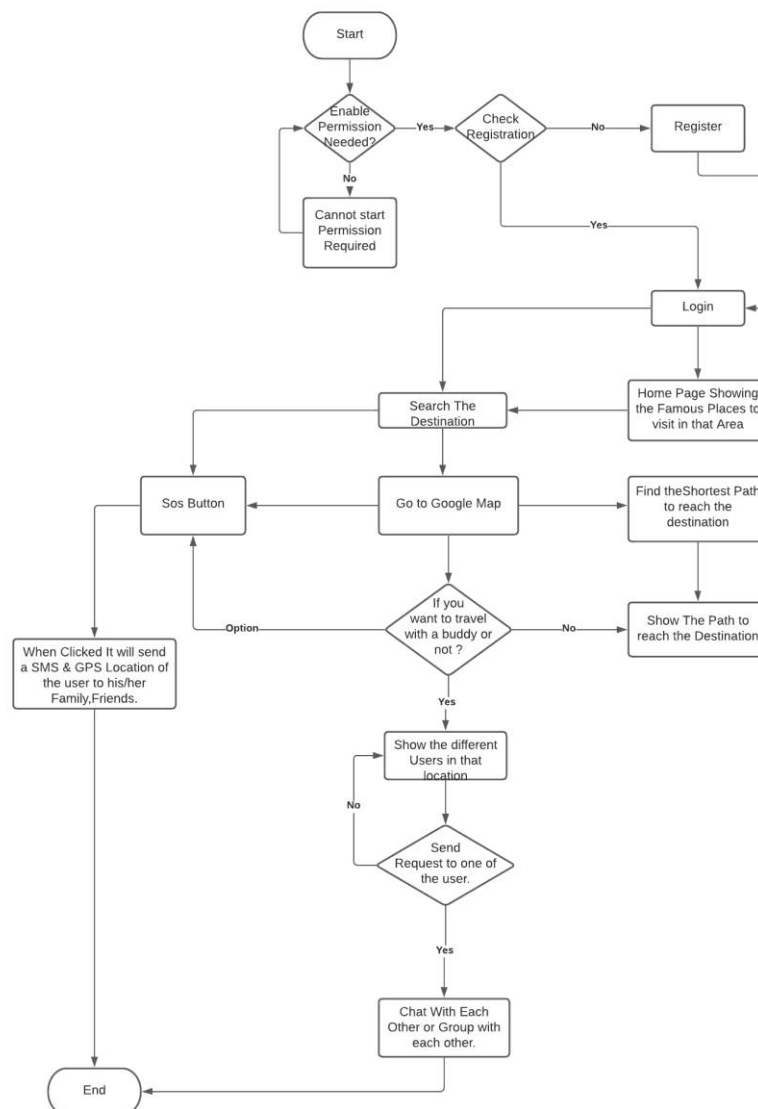 Start
Enable
Permission
Needed?
Yes
Check
Registration
No
Register
No
Cannot start
Permission
Required
Yes
Login
Home Page Showing
the Famous Places to
visit in that Area
Search The
Destination
Sos Button
Go to Google Map
Find theShortest Path
to reach the
destination
If you
want to travel
with a buddy or
not ?
Option
No
Show The Path to
reach the Destination
When Clicked It will send
a SMS & GPS Location of
the user to his/her
Family,Friends.
Yes
Show the different
Users in that
location
No
Send
Request to one of
the user.
Yes
Chat With Each
Other or Group with
each other.
End